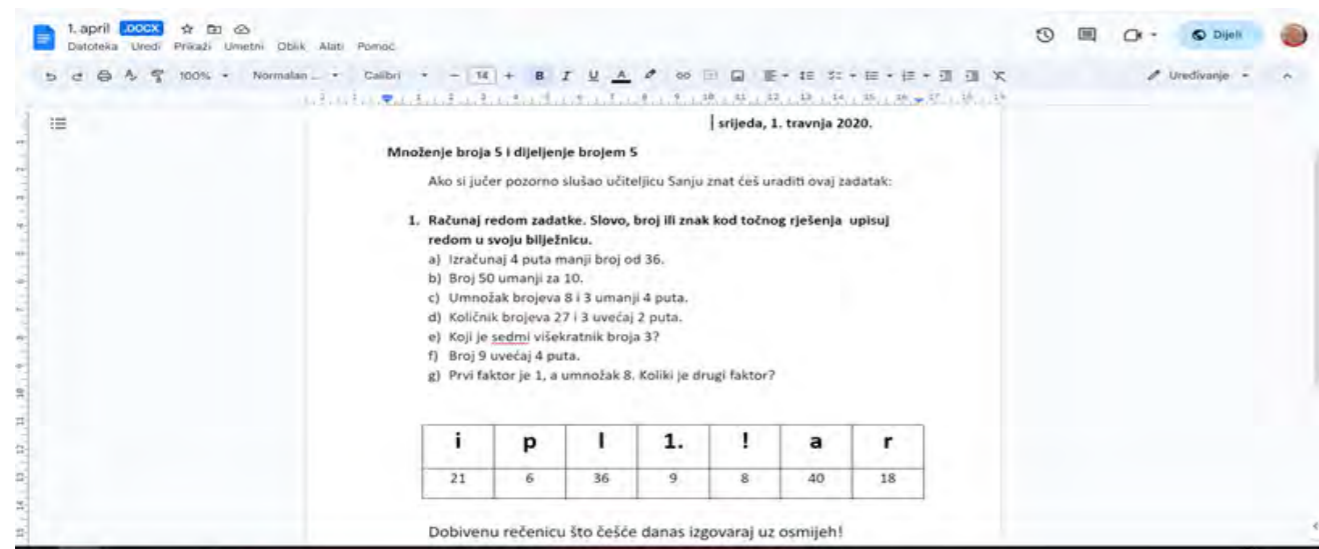 1. april .DOCX
Datoteka Uredi Prikaži Umetni Oblik Alati Pomoć
Dijeli
100% Normalan ... Calibri - 14 + B I U A
Uređivanje
srijeda, 1. travnja 2020.
Množenje broja 5 i dijeljenje brojem 5
Ako si jučer pozorno slušao učiteljicu Sanju znat ćeš uraditi ovaj zadatak:
1. Računaj redom zadatke. Slovo, broj ili znak kod točnog rješenja upisuj
redom u svoju bilježnicu.
a) Izračunaj 4 puta manji broj od 36.
b) Broj 50 umanji za 10.
c) Umnožak brojeva 8 i 3 umanji 4 puta.
d) Količnik brojeva 27 i 3 uvećaj 2 puta.
e) Koji je sedmi višekratnik broja 3?
f) Broj 9 uvećaj 4 puta.
g) Prvi faktor je 1, a umnožak 8. Koliki je drugi faktor?
i p l 1. ! a r
21 6 36 9 8 40 18
Dobivenu rečenicu što češće danas izgovaraj uz osmijeh!